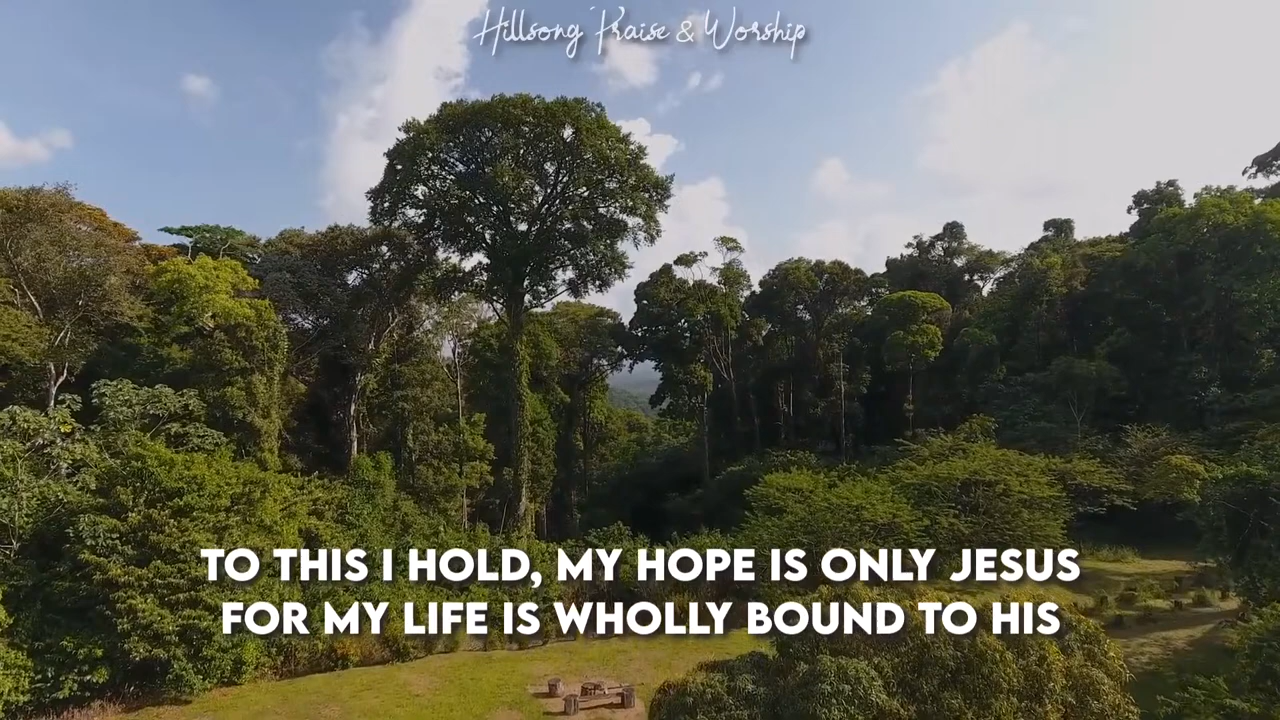 Hillsong Praise & Worship
TO THIS I HOLD, MY HOPE IS ONLY JESUS
FOR MY LIFE IS WHOLLY BOUND TO HIS